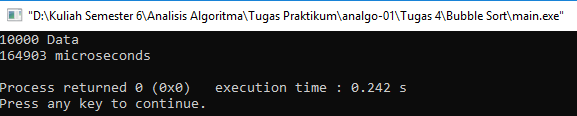 "D:\Kuliah Semester 6\Analisis Algoritma\Tugas Praktikum\analgo-01\Tugas 4\Bubble Sort\main.exe"
10000 Data
164903 microseconds
Process returned 0 (0x0)   execution time : 0.242 s
Press any key to continue.